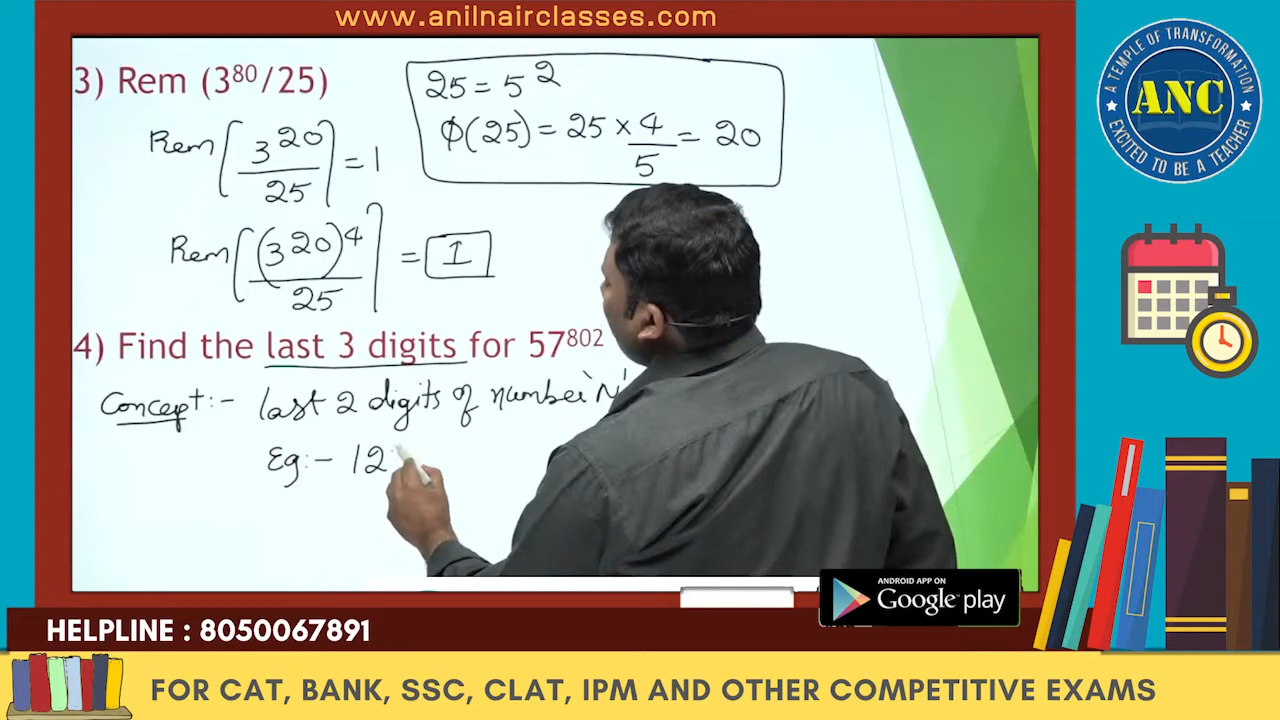 www.anilnairclasses.com
3) Rem (3⁸⁰/25)
25 = 5²
φ(25) = 25 × 4/5 = 20
Rem[3²⁰/25] = 1
Rem[(3²⁰)⁴/25] = 1
4) Find the last 3 digits for 57⁸⁰²
Concept:- last 2 digits of number 'N'
Eg:- 12
A TEMPLE OF TRANSFORMATION
ANC
EXCITED TO BE A TEACHER
ANDROID APP ON
Google play
HELPLINE : 8050067891
FOR CAT, BANK, SSC, CLAT, IPM AND OTHER COMPETITIVE EXAMS